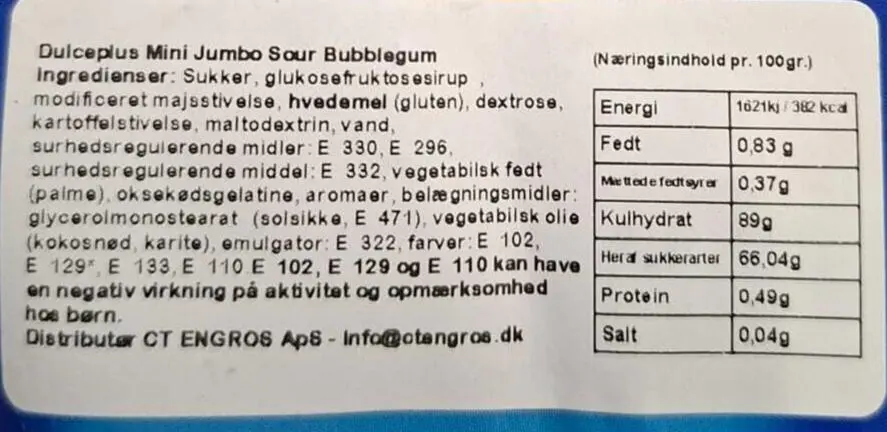 Dulceplus Mini Jumbo Sour Bubblegum
Ingredienser: Sukker, glukosefruktosesirup ,
modificeret majsstivelse, hvedemel (gluten), dextrose,
kartoffelstivelse, maltodextrin, vand,
surhedsregulerende midler: E 330, E 296,
surhedsregulerende middel: E 332, vegetabilsk fedt
(palme), oksekødsgelatine, aromaer, belægningsmidler:
glycerolmonostearat (solsikke, E 471), vegetabilsk olie
(kokosnød, karite), emulgator: E 322, farver: E 102,
E 129*, E 133, E 110 E 102, E 129 og E 110 kan have
en negativ virkning på aktivitet og opmærksomhed
hos børn.
Distributør CT ENGROS ApS - Info@ctengros.dk
(Næringsindhold pr. 100gr.)
Energi 1621kj / 382 kcal
Fedt 0,83 g
Mættede fedtsyrer 0,37g
Kulhydrat 89g
Heraf sukkerarter 66,04g
Protein 0,49g
Salt 0,04g